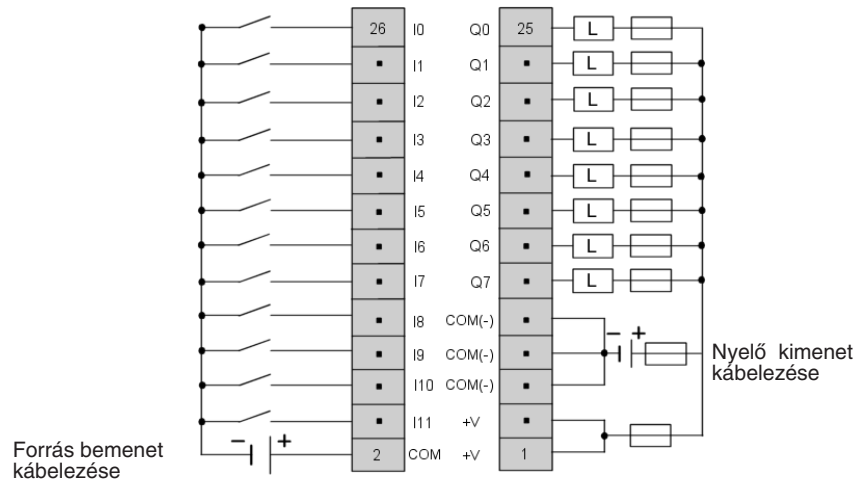 26 I0 Q0 25 L
I1 Q1 L
I2 Q2 L
I3 Q3 L
I4 Q4 L
I5 Q5 L
I6 Q6 L
I7 Q7 L
I8 COM(-)
I9 COM(-)
I10 COM(-)
I11 +V
2 COM +V 1
− +
Nyelő kimenet
kábelezése
− +
Forrás bemenet
kábelezése